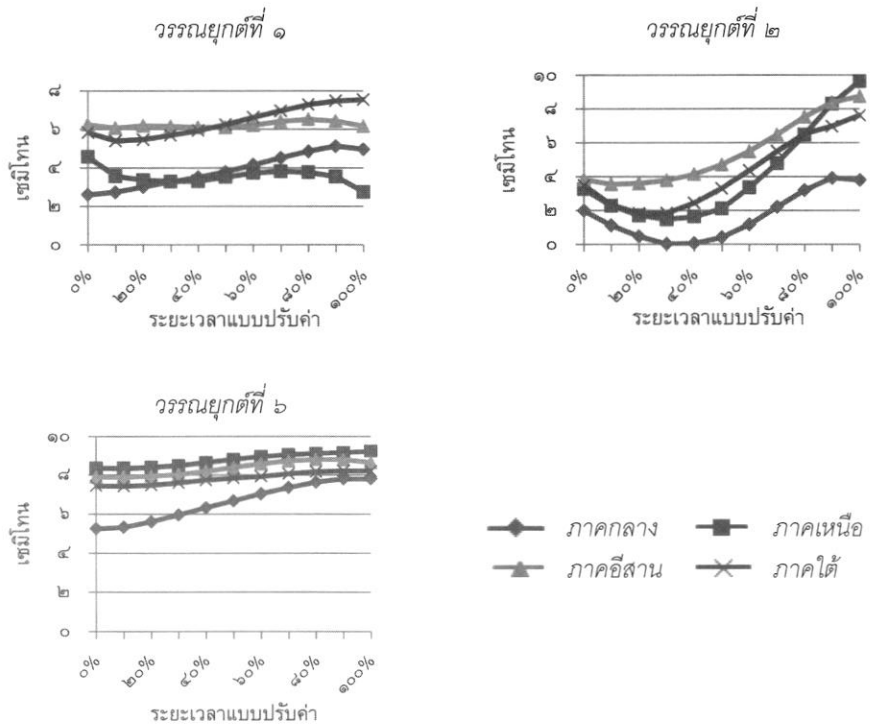 วรรณยุกต์ที่ ๑
เซมิโทน
๘
๖
๔
๒
๐
๐% ๒๐% ๔๐% ๖๐% ๘๐% ๑๐๐%
ระยะเวลาแบบปรับค่า
วรรณยุกต์ที่ ๒
เซมิโทน
๑๐
๘
๖
๔
๒
๐
๐% ๒๐% ๔๐% ๖๐% ๘๐% ๑๐๐%
ระยะเวลาแบบปรับค่า
วรรณยุกต์ที่ ๖
เซมิโทน
๑๐
๘
๖
๔
๒
๐
๐% ๒๐% ๔๐% ๖๐% ๘๐% ๑๐๐%
ระยะเวลาแบบปรับค่า
ภาคกลาง ภาคเหนือ
ภาคอีสาน ภาคใต้